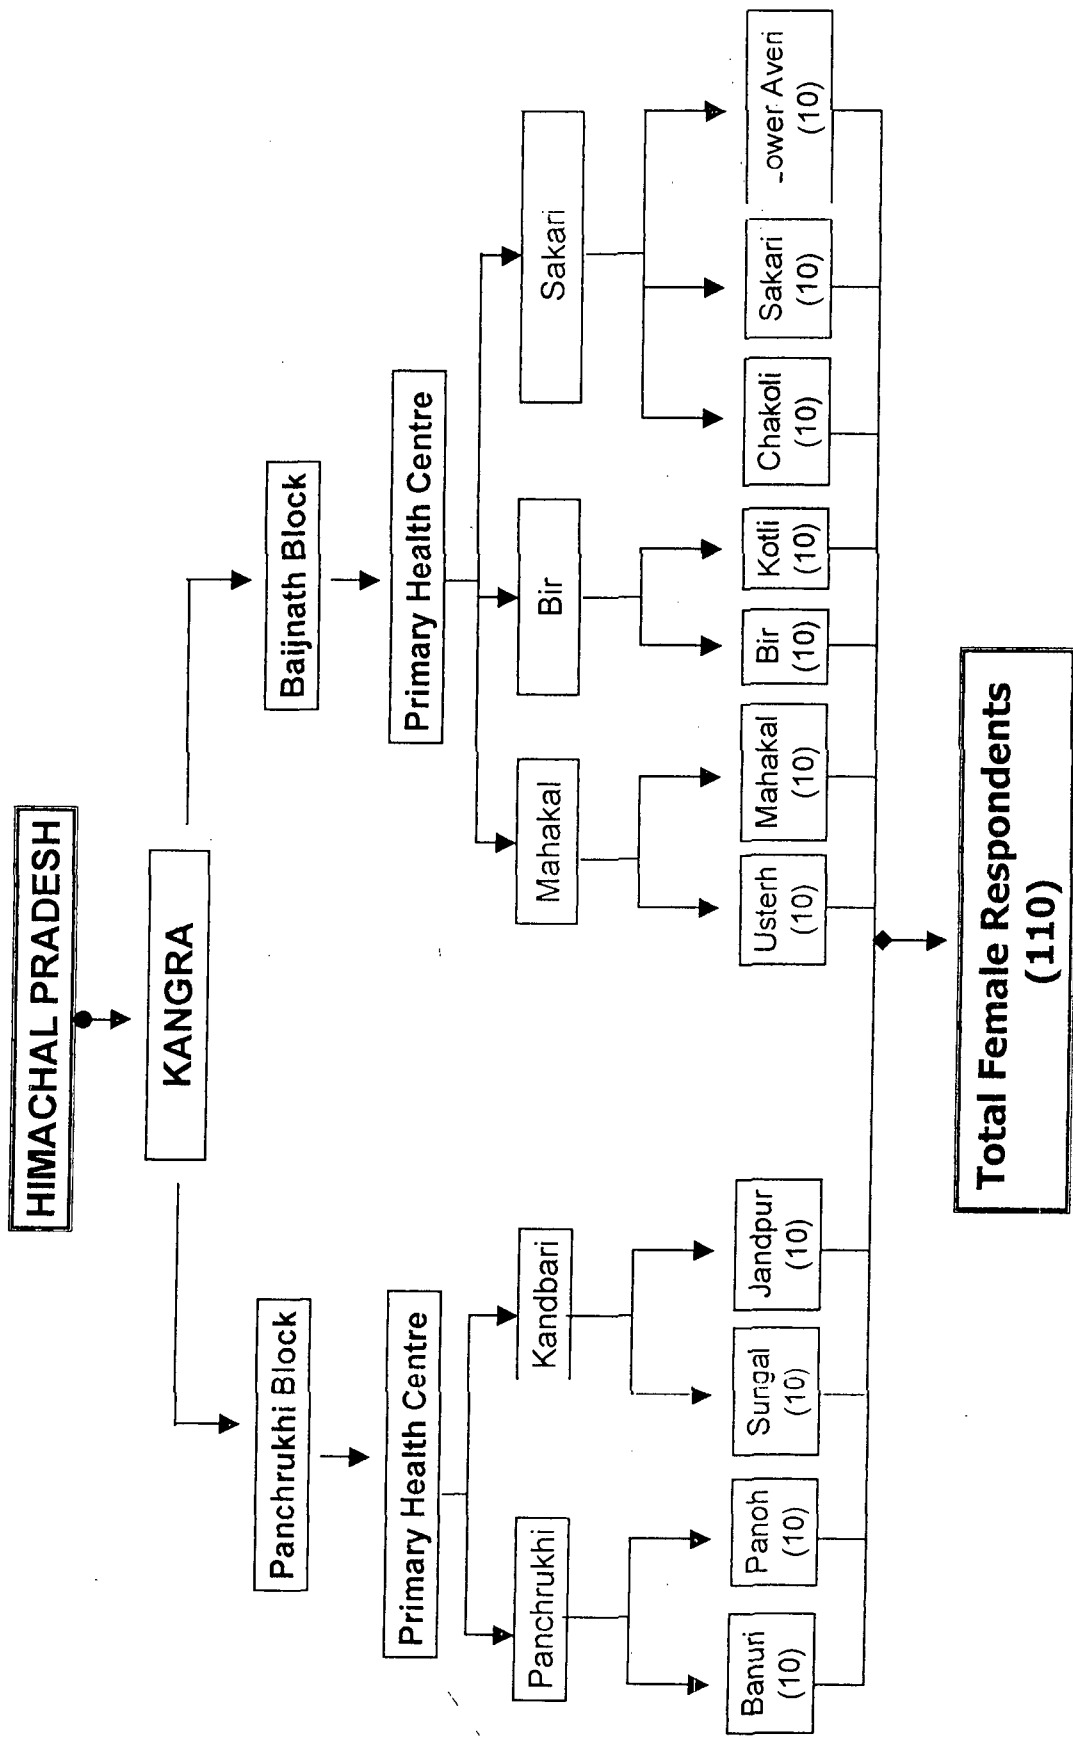 HIMACHAL PRADESH
KANGRA
Panchrukhi Block
Baijnath Block
Primary Health Centre
Primary Health Centre
Panchrukhi
Kandbari
Mahakal
Bir
Sakari
Banuri
(10)
Panoh
(10)
Sungal
(10)
Jandpur
(10)
Usterh
(10)
Mahakal
(10)
Bir
(10)
Kotli
(10)
Chakoli
(10)
Sakari
(10)
Lower Averi
(10)
Total Female Respondents
(110)